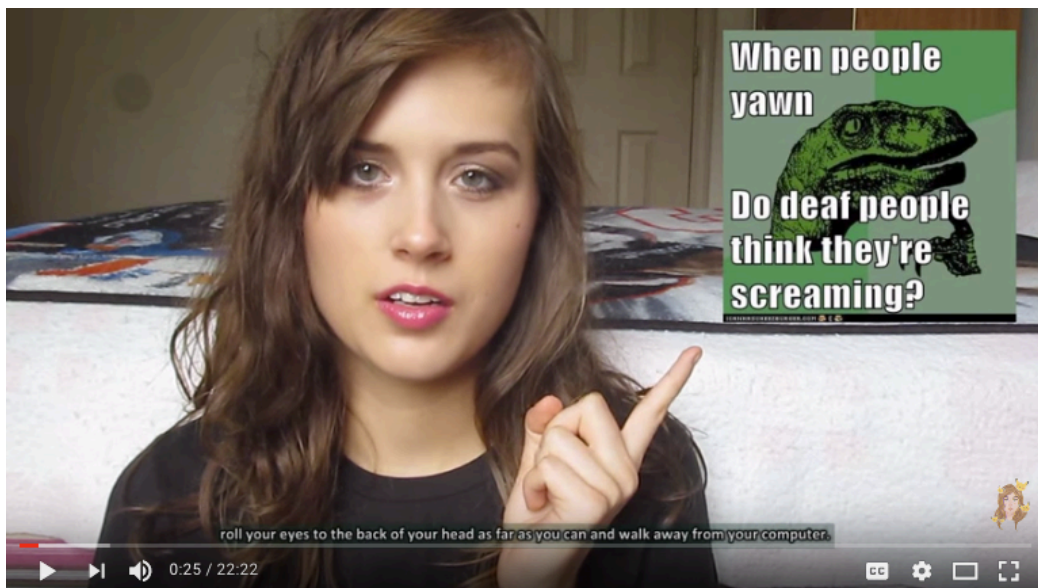 When people
yawn
Do deaf people
think they're
screaming?
roll your eyes to the back of your head as far as you can and walk away from your computer.
0:25 / 22:22
CC